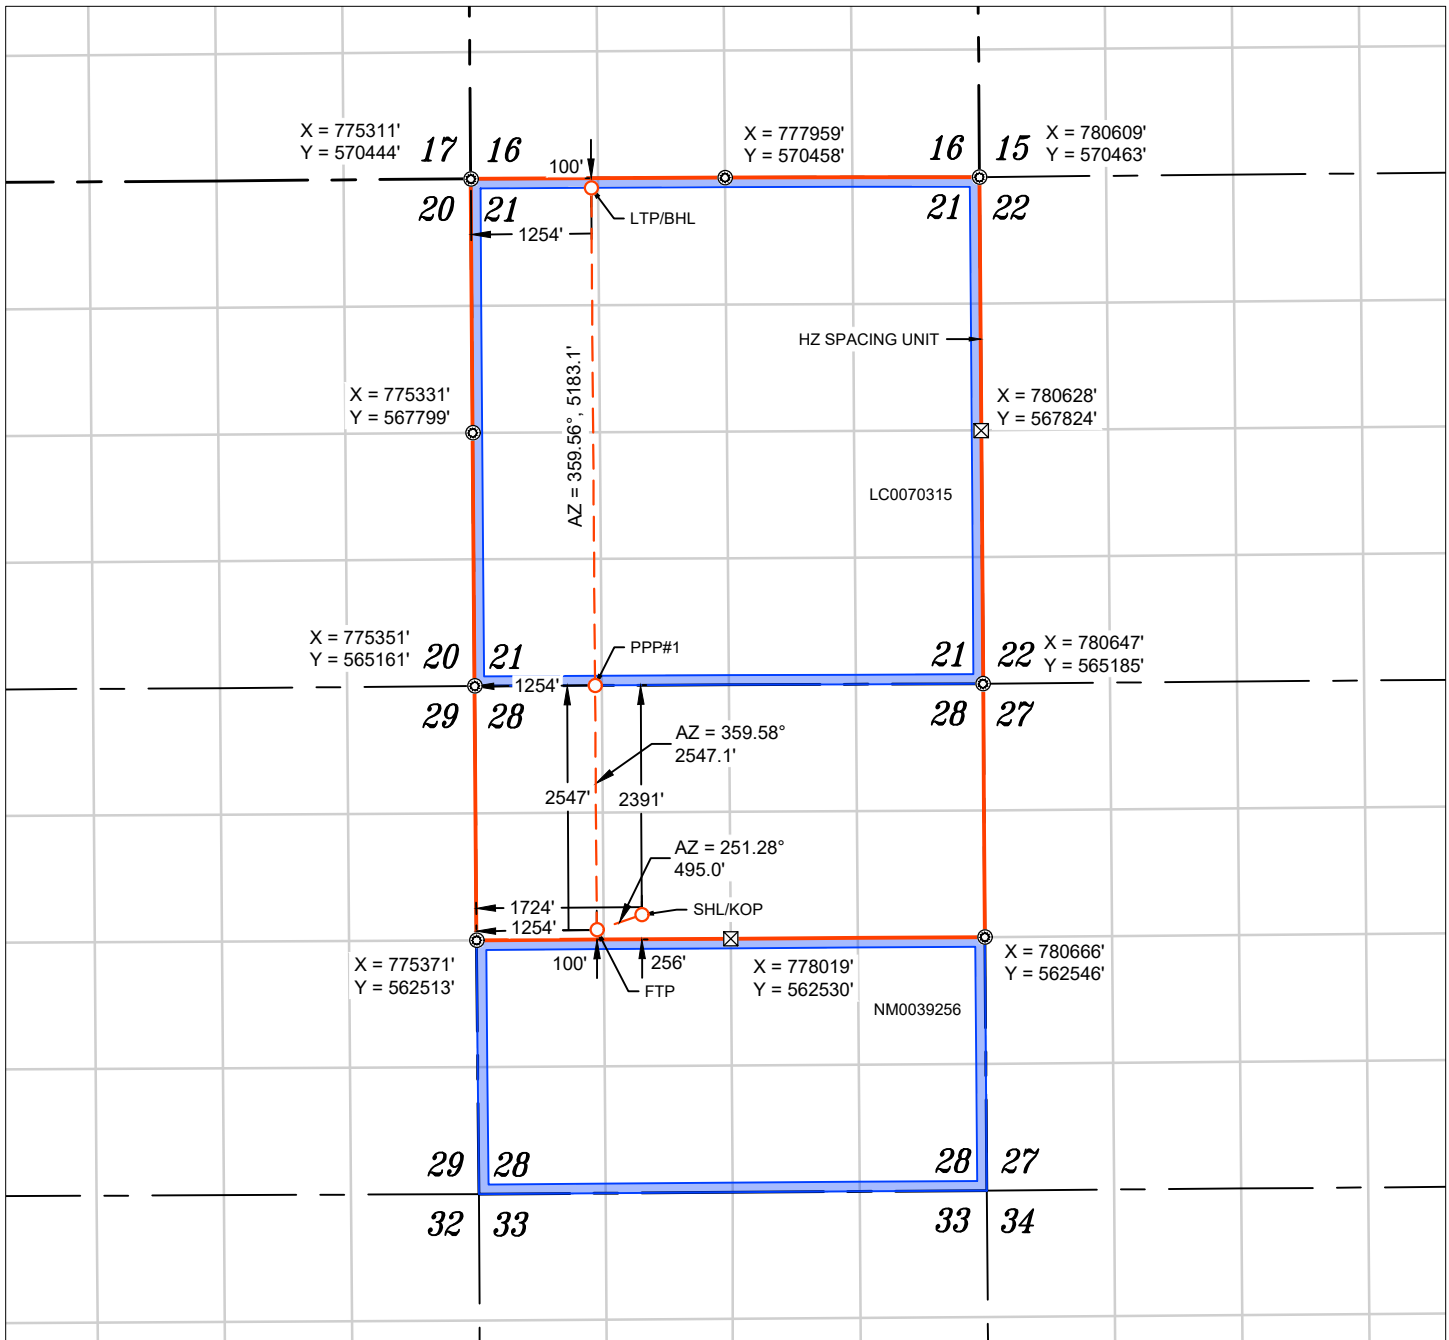 X = 775311'
Y = 570444'
17 16
X = 777959'
Y = 570458'
16 15
X = 780609'
Y = 570463'
100'
20 21
LTP/BHL
21 22
1254'
AZ = 359.56°, 5183.1'
HZ SPACING UNIT
X = 775331'
Y = 567799'
X = 780628'
Y = 567824'
LC0070315
X = 775351'
Y = 565161'
20 21
PPP#1
21 22
X = 780647'
Y = 565185'
1254'
29 28
28 27
AZ = 359.58°
2547.1'
2547'
2391'
AZ = 251.28°
495.0'
1724'
SHL/KOP
1254'
X = 775371'
Y = 562513'
100'
256'
FTP
X = 778019'
Y = 562530'
X = 780666'
Y = 562546'
NM0039256
29 28
28 27
32 33
33 34